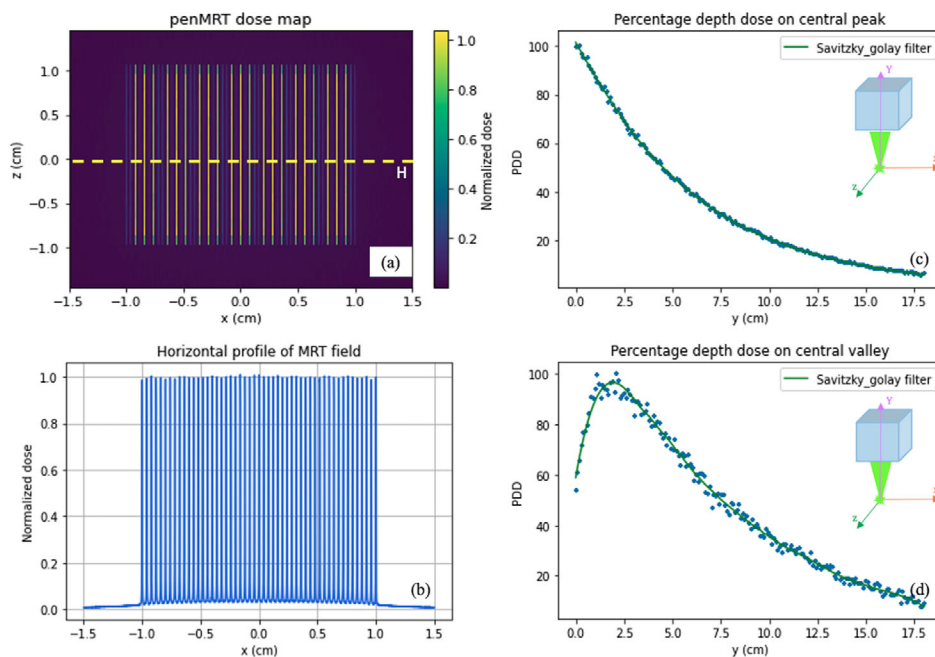 penMRT dose map
1.0
0.5
0.0
−0.5
−1.0
z (cm)
H
(a)
−1.5 −1.0 −0.5 0.0 0.5 1.0 1.5
x (cm)
1.0
0.8
0.6
0.4
0.2
Normalized dose
Percentage depth dose on central peak
Savitzky_golay filter
100
80
60
40
20
PDD
Y
z
(c)
0.0 2.5 5.0 7.5 10.0 12.5 15.0 17.5
y (cm)
Horizontal profile of MRT field
1.0
0.8
0.6
0.4
0.2
0.0
Normalized dose
(b)
−1.5 −1.0 −0.5 0.0 0.5 1.0 1.5
x (cm)
Percentage depth dose on central valley
Savitzky_golay filter
100
80
60
40
20
PDD
Y
z
(d)
0.0 2.5 5.0 7.5 10.0 12.5 15.0 17.5
y (cm)